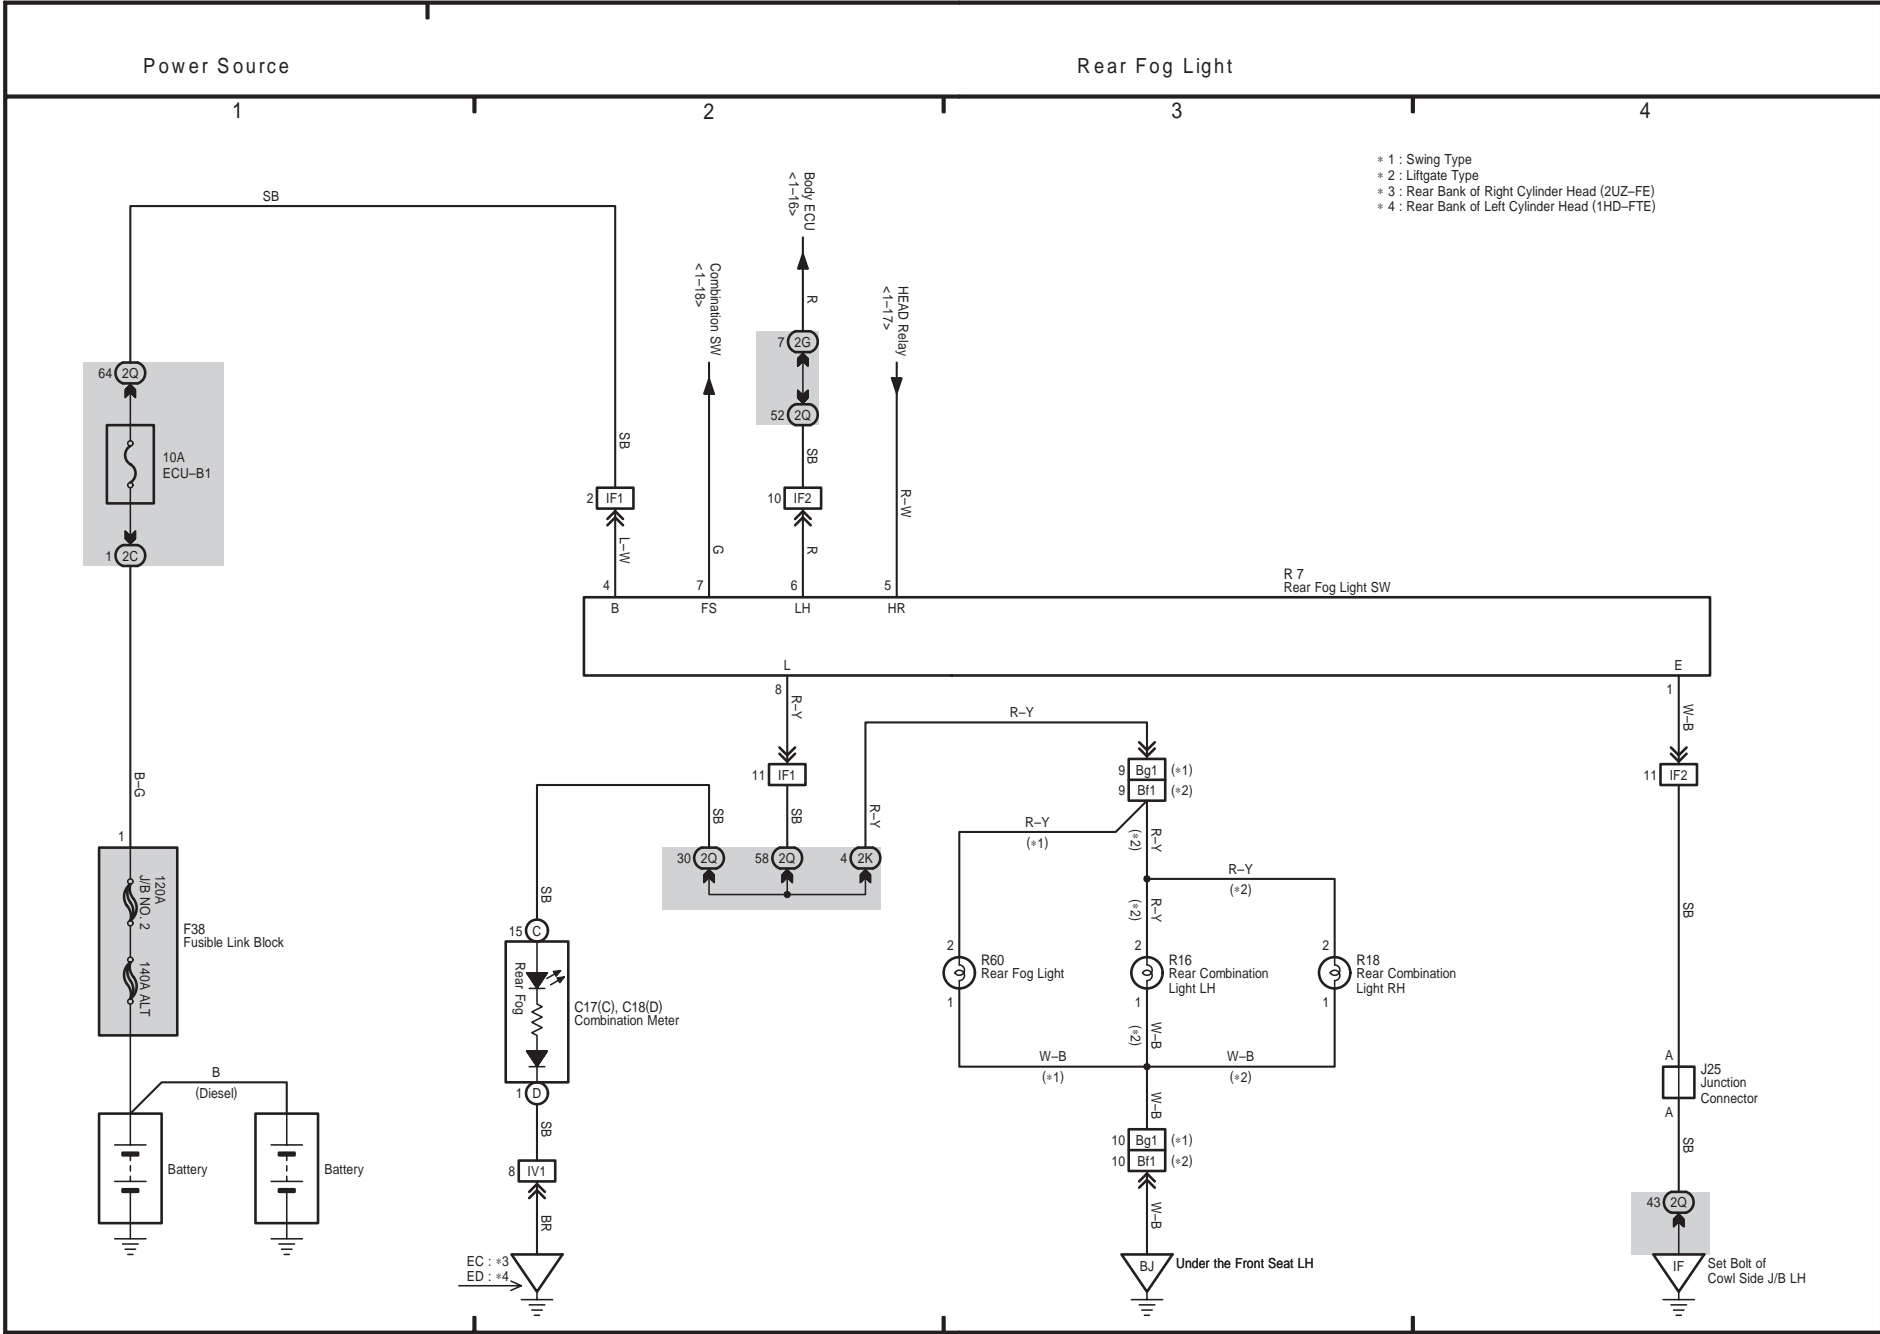 Power Source
Rear Fog Light
1
2
3
4
∗ 1 : Swing Type
∗ 2 : Liftgate Type
∗ 3 : Rear Bank of Right Cylinder Head (2UZ–FE)
∗ 4 : Rear Bank of Left Cylinder Head (1HD–FTE)
SB
Body ECU
<1–16>
Combination SW
<1–18>
HEAD Relay
<1–17>
R
7 2G
52 2Q
64 2Q
10A
ECU–B1
1 2C
SB
SB
2 IF1
10 IF2
R–W
L–W
G
R
4
7
6
5
R 7
Rear Fog Light SW
B
FS
LH
HR
L
E
8
1
R–Y
W–B
R–Y
B–G
11 IF1
9 Bg1 (∗1)
9 Bf1 (∗2)
11 IF2
SB
SB
R–Y
R–Y
(∗1)
R–Y
(∗2)
1
30 2Q
58 2Q
4 2K
R–Y
(∗2)
120A
J/B NO. 2
140A ALT
F38
Fusible Link Block
SB
R–Y
(∗2)
SB
15 C
Rear Fog
C17(C), C18(D)
Combination Meter
1 D
2
R60
Rear Fog Light
1
2
R16
Rear Combination
Light LH
1
2
R18
Rear Combination
Light RH
1
W–B
(∗2)
W–B
(∗1)
W–B
(∗2)
A
J25
Junction
Connector
A
B
(Diesel)
Battery
Battery
SB
W–B
10 Bg1 (∗1)
10 Bf1 (∗2)
SB
8 IV1
BR
W–B
43 2Q
EC : ∗3
ED : ∗4
BJ
Under the Front Seat LH
IF
Set Bolt of
Cowl Side J/B LH